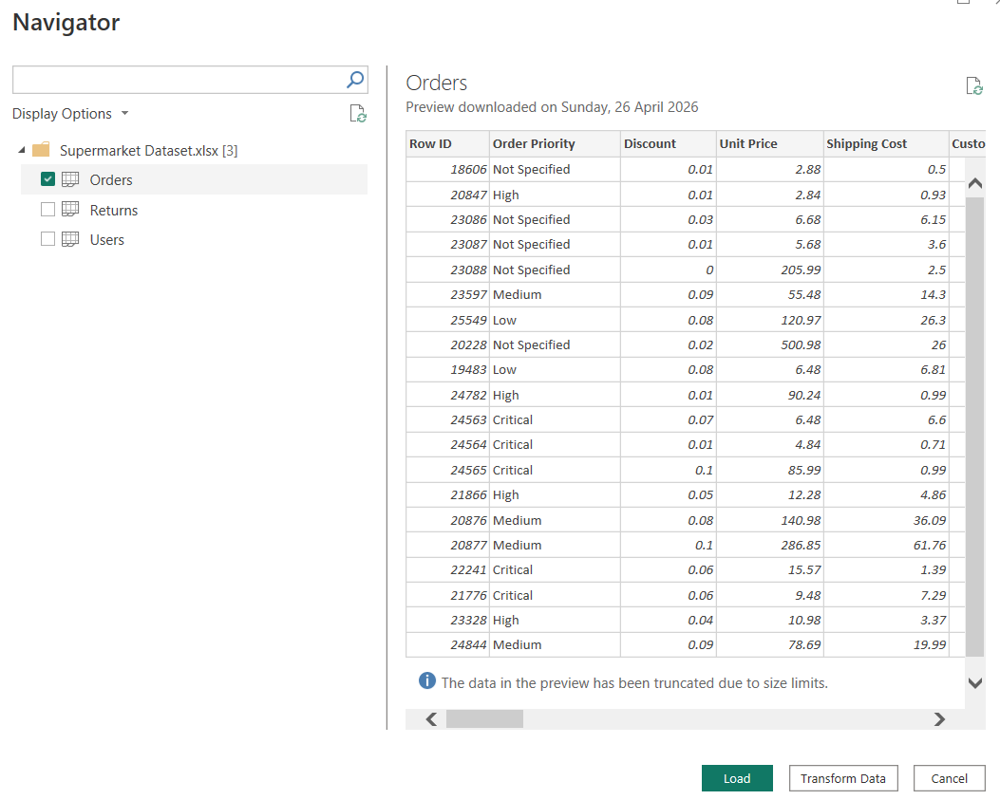 Navigator
Display Options
Supermarket Dataset.xlsx [3]
Orders
Returns
Users
Orders
Preview downloaded on Sunday, 26 April 2026
Row ID Order Priority Discount Unit Price Shipping Cost Custo
18606 Not Specified 0.01 2.88 0.5
20847 High 0.01 2.84 0.93
23086 Not Specified 0.03 6.68 6.15
23087 Not Specified 0.01 5.68 3.6
23088 Not Specified 0 205.99 2.5
23597 Medium 0.09 55.48 14.3
25549 Low 0.08 120.97 26.3
20228 Not Specified 0.02 500.98 26
19483 Low 0.08 6.48 6.81
24782 High 0.01 90.24 0.99
24563 Critical 0.07 6.48 6.6
24564 Critical 0.01 4.84 0.71
24565 Critical 0.1 85.99 0.99
21866 High 0.05 12.28 4.86
20876 Medium 0.08 140.98 36.09
20877 Medium 0.1 286.85 61.76
22241 Critical 0.06 15.57 1.39
21776 Critical 0.06 9.48 7.29
23328 High 0.04 10.98 3.37
24844 Medium 0.09 78.69 19.99
The data in the preview has been truncated due to size limits.
Load Transform Data Cancel